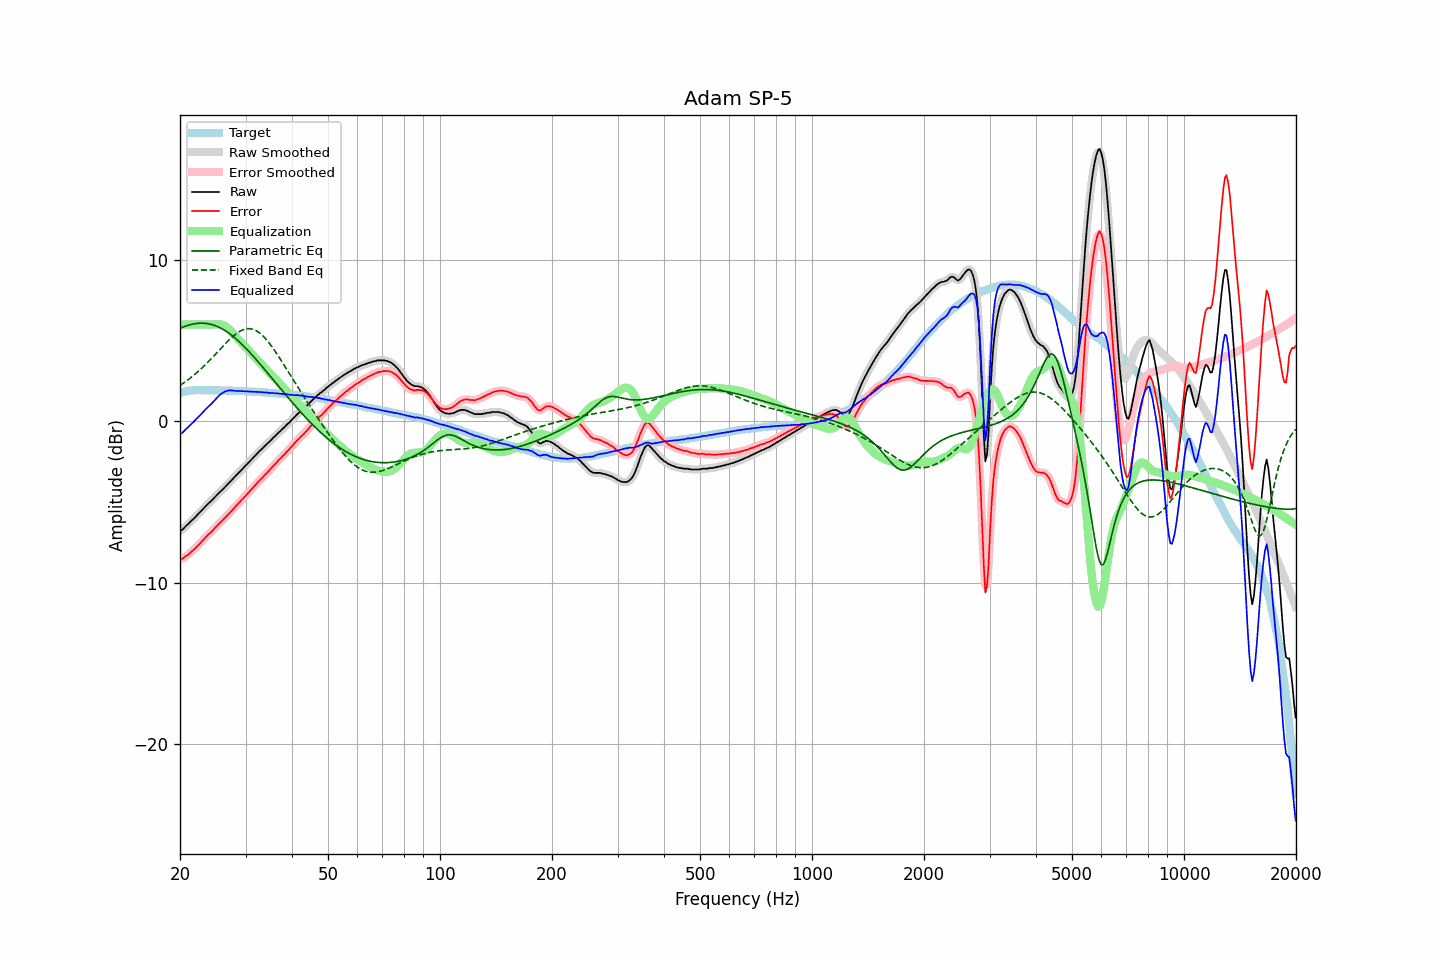 Adam SP-5
Target
Raw Smoothed
Error Smoothed
Raw
Error
Equalization
Parametric Eq
Fixed Band Eq
Equalized
10
0
−10
−20
Amplitude (dBr)
20
50
100
200
500
1000
2000
5000
10000
20000
Frequency (Hz)